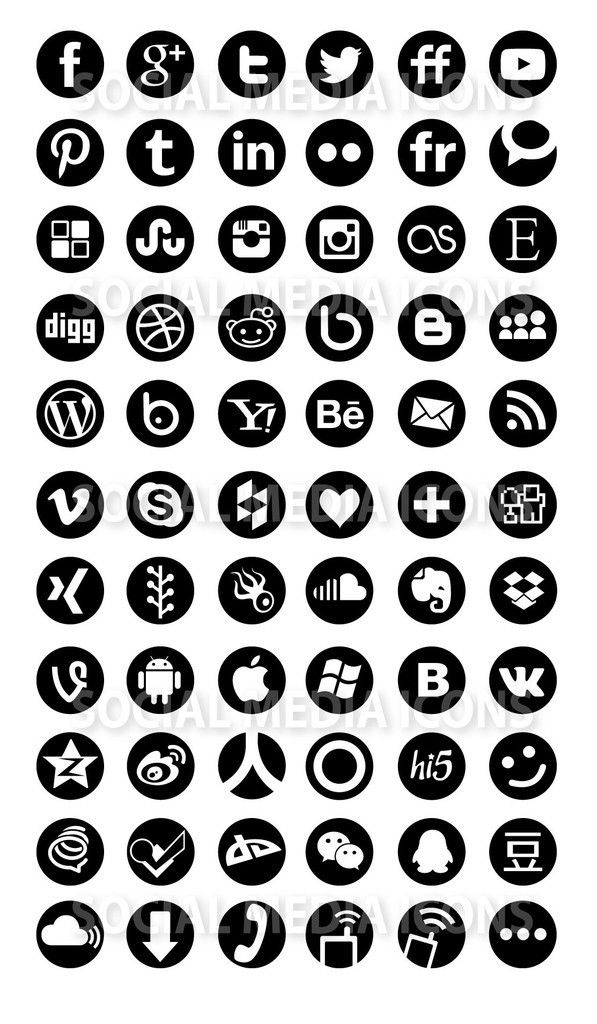 f g+ t ff
SOCIAL MEDIA ICONS
t in fr
E
SOCIAL MEDIA ICONS
digg b B
W b Y! Bē
S
SOCIAL MEDIA ICONS
B
SOCIAL MEDIA ICONS
Z hi5
豆
SOCIAL MEDIA ICONS